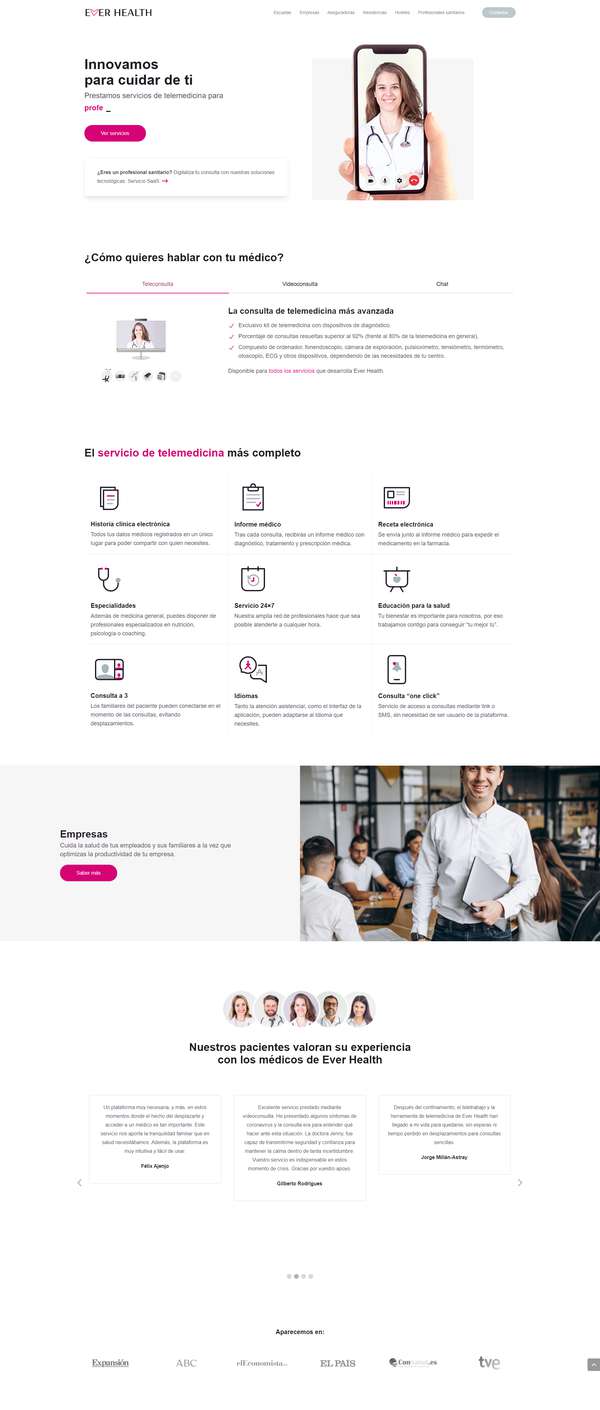 EVER HEALTH
Escuelas Empresas Aseguradoras Residencias Hoteles Profesionales sanitarios Contactar
Innovamos
para cuidar de ti
Prestamos servicios de telemedicina para
profe _
Ver servicios
¿Eres un profesional sanitario? Digitaliza tu consulta con nuestras soluciones
tecnológicas. Servicio SaaS
¿Cómo quieres hablar con tu médico?
Teleconsulta Videoconsulta Chat
La consulta de telemedicina más avanzada
Exclusivo kit de telemedicina con dispositivos de diagnóstico.
Porcentaje de consultas resueltas superior al 92% (frente al 80% de la telemedicina en general).
Compuesto de ordenador, fonendoscopio, cámara de exploración, pulsioxímetro, tensiómetro, termómetro,
otoscopio, ECG y otros dispositivos, dependiendo de las necesidades de tu centro.
Disponible para todos los servicios que desarrolla Ever Health.
El servicio de telemedicina más completo
Historia clínica electrónica
Todos tus datos médicos registrados en un único
lugar para poder compartir con quien necesites.
Informe médico
Tras cada consulta, recibirás un informe médico con
diagnóstico, tratamiento y prescripción médica.
Receta electrónica
Se envía junto al informe médico para expedir el
medicamento en la farmacia.
Especialidades
Además de medicina general, puedes disponer de
profesionales especializados en nutrición,
psicología o coaching.
Servicio 24×7
Nuestra amplia red de profesionales hace que sea
posible atenderte a cualquier hora.
Educación para la salud
Tu bienestar es importante para nosotros, por eso
trabajamos contigo para conseguir "tu mejor tú".
Consulta a 3
Los familiares del paciente pueden conectarse en el
momento de las consultas, evitando
desplazamientos.
Idiomas
Tanto la atención asistencial, como el interfaz de la
aplicación, pueden adaptarse al idioma que
necesites.
Consulta “one click”
Servicio de acceso a consultas mediante link o
SMS, sin necesidad de ser usuario de la plataforma.
Empresas
Cuida la salud de tus empleados y sus familiares a la vez que
optimizas la productividad de tu empresa.
Saber más
Nuestros pacientes valoran su experiencia
con los médicos de Ever Health
Un plataforma muy necesaria, y más, en estos
momentos donde el hecho del desplazarte y
acceder a un médico es tan importante. Este
servicio nos aporta la tranquilidad familiar que en
salud necesitábamos. Además, la plataforma es
muy intuitiva y fácil de usar.
Félix Ajenjo
Excelente servicio prestado mediante
videoconsulta. He presentado algunos síntomas de
coronavirus y la consulta era para entender qué
hacer ante esta situación. La doctora Jenny, fue
capaz de transmitirme seguridad y confianza para
mantener la calma dentro de tanta incertidumbre.
Vuestro servicio es indispensable en estos
momento de crisis. Gracias por vuestro apoyo.
Gilberto Rodrigues
Después del confinamiento, el teletrabajo y la
herramienta de telemedicina de Ever Health han
llegado a mi vida para quedarse, sin esperas ni
tiempo perdido en desplazamientos para consultas
sencillas.
Jorge Millán-Astray
Aparecemos en:
Expansión ABC elEconomista.es EL PAIS ConSalud.es tve